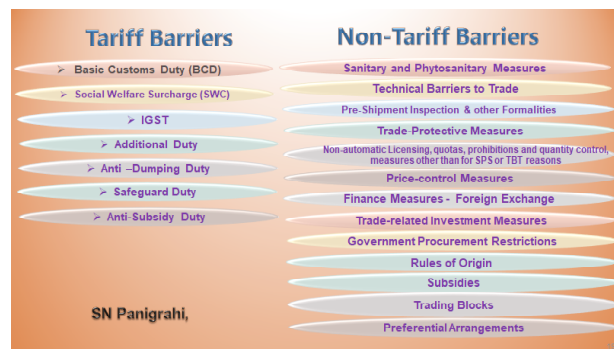 Tariff Barriers
➢ Basic Customs Duty (BCD)
➢ Social Welfare Surcharge (SWC)
➢ IGST
➢ Additional Duty
➢ Anti –Dumping Duty
➢ Safeguard Duty
➢ Anti-Subsidy Duty
SN Panigrahi,
Non-Tariff Barriers
Sanitary and Phytosanitary Measures
Technical Barriers to Trade
Pre-Shipment Inspection & other Formalities
Trade-Protective Measures
Non-automatic Licensing, quotas, prohibitions and quantity control,
measures other than for SPS or TBT reasons
Price-control Measures
Finance Measures - Foreign Exchange
Trade-related Investment Measures
Government Procurement Restrictions
Rules of Origin
Subsidies
Trading Blocks
Preferential Arrangements